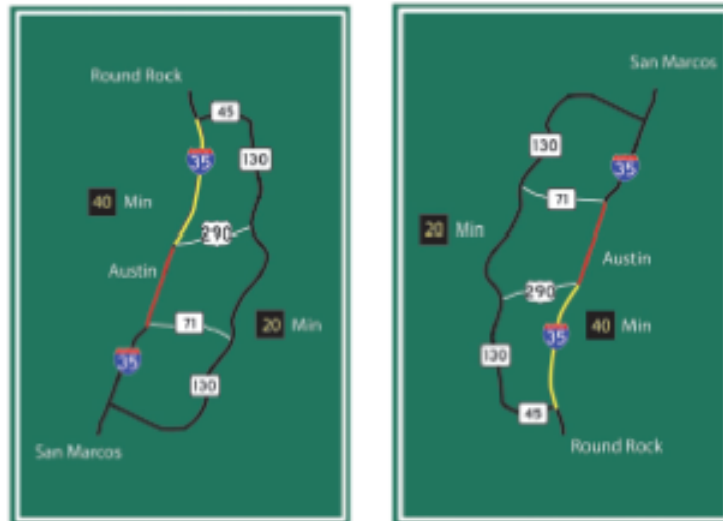 Round Rock
45
35
130
40 Min
290
Austin
71
20 Min
35
130
San Marcos
San Marcos
130
35
71
20 Min
Austin
290
40 Min
35
130
45
Round Rock